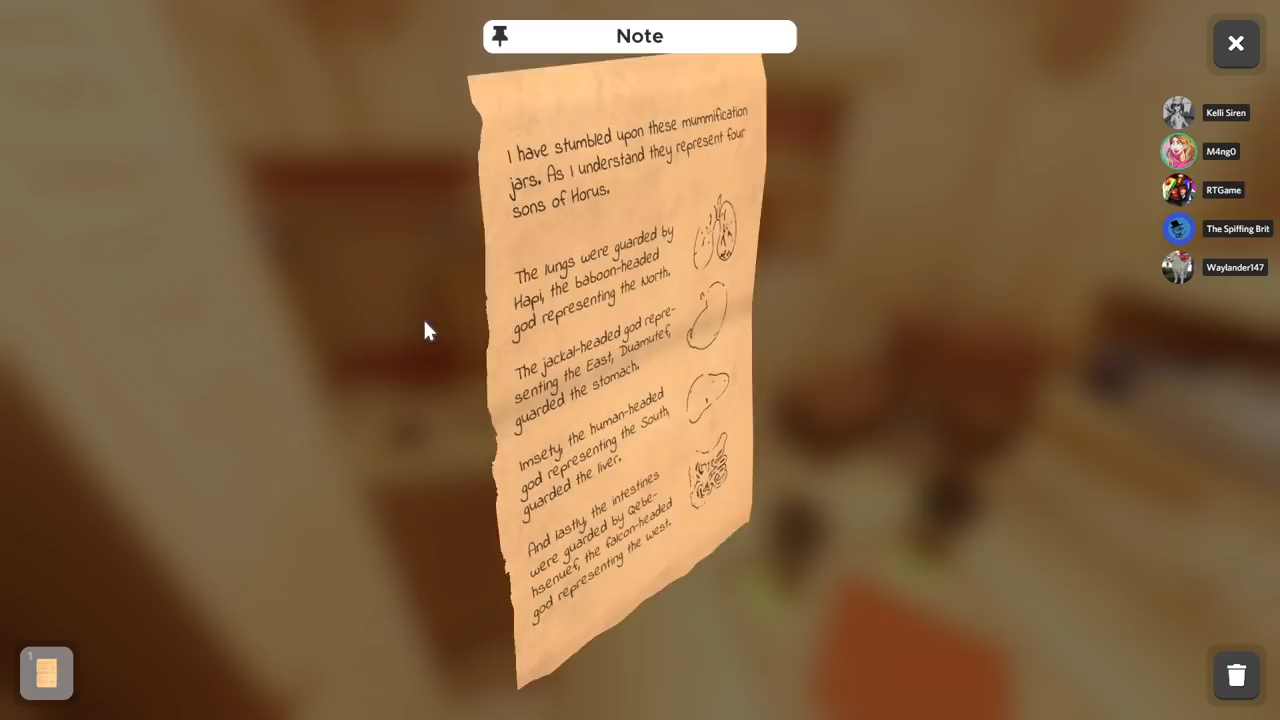 Note
I have stumbled upon these mummification
jars. As I understand they represent four
sons of Horus.
The lungs were guarded by
Hapi, the baboon-headed
god representing the North.
The jackal-headed god repre-
senting the East, Duamutef,
guarded the stomach.
Imsety, the human-headed
god representing the South,
guarded the liver.
And lastly, the intestines
were guarded by Qebe-
hsenuef, the falcon-headed
god representing the west.
Kelli Siren
M4ng0
RTGame
The Spiffing Brit
Waylander147
1